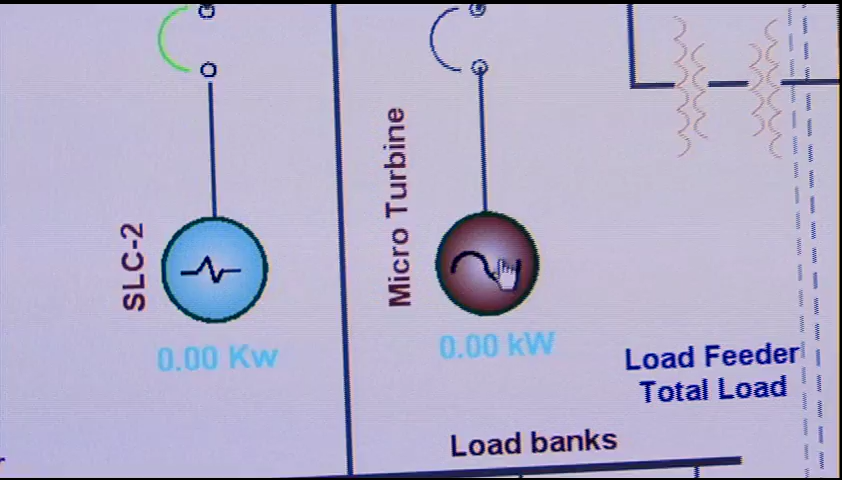 SLC-2
0.00 Kw
Micro Turbine
0.00 kW
Load Feeder
Total Load
Load banks